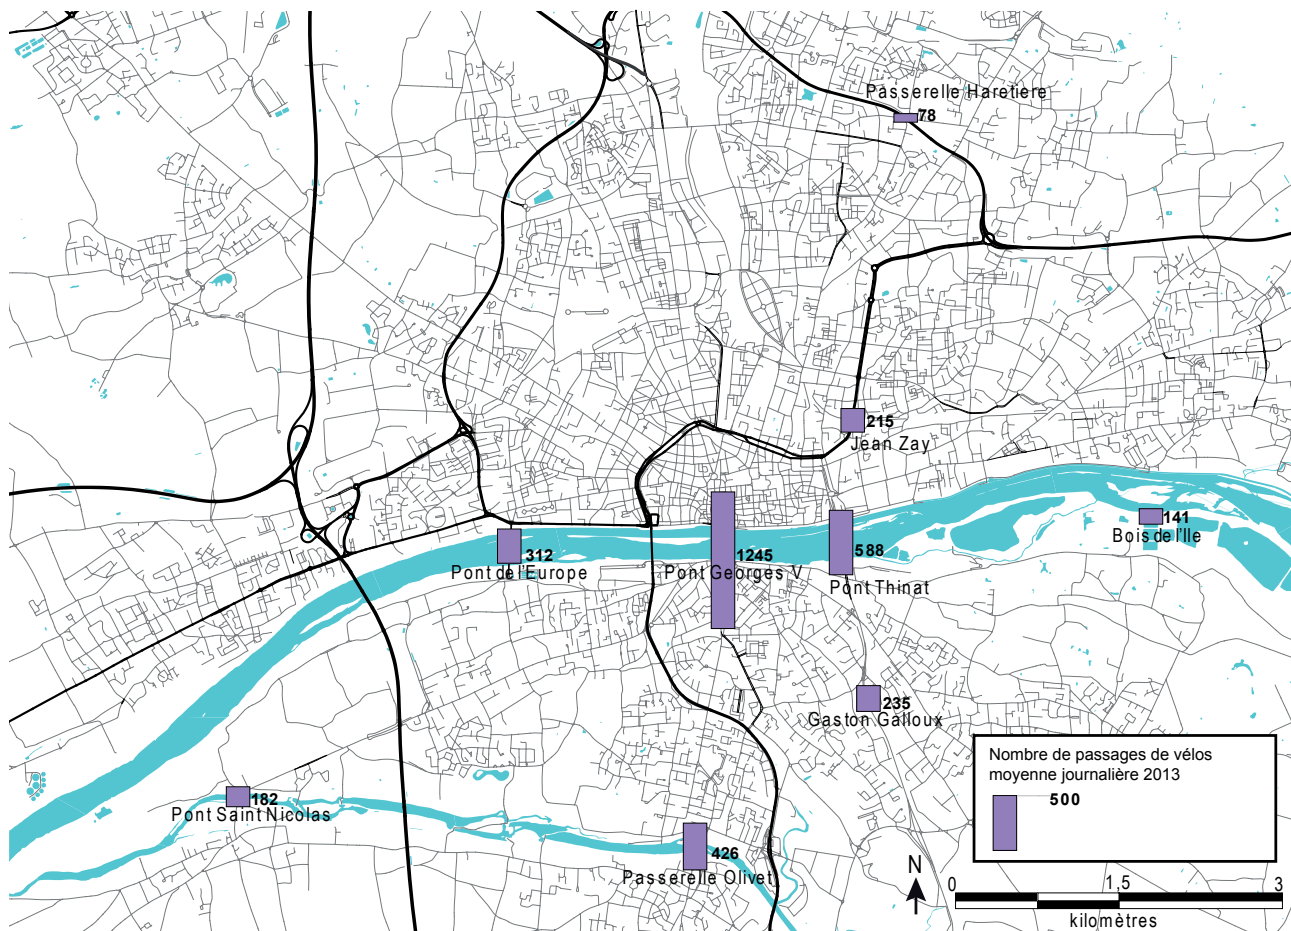 Passerelle Haretière
78
215
Jean Zay
141
Bois de l'Ile
312
Pont de l'Europe
1245
Pont Georges V
588
Pont Thinat
235
Gaston Galloux
182
Pont Saint Nicolas
426
Passerelle Olivet
Nombre de passages de vélos
moyenne journalière 2013
500
N
0 1,5 3
kilomètres